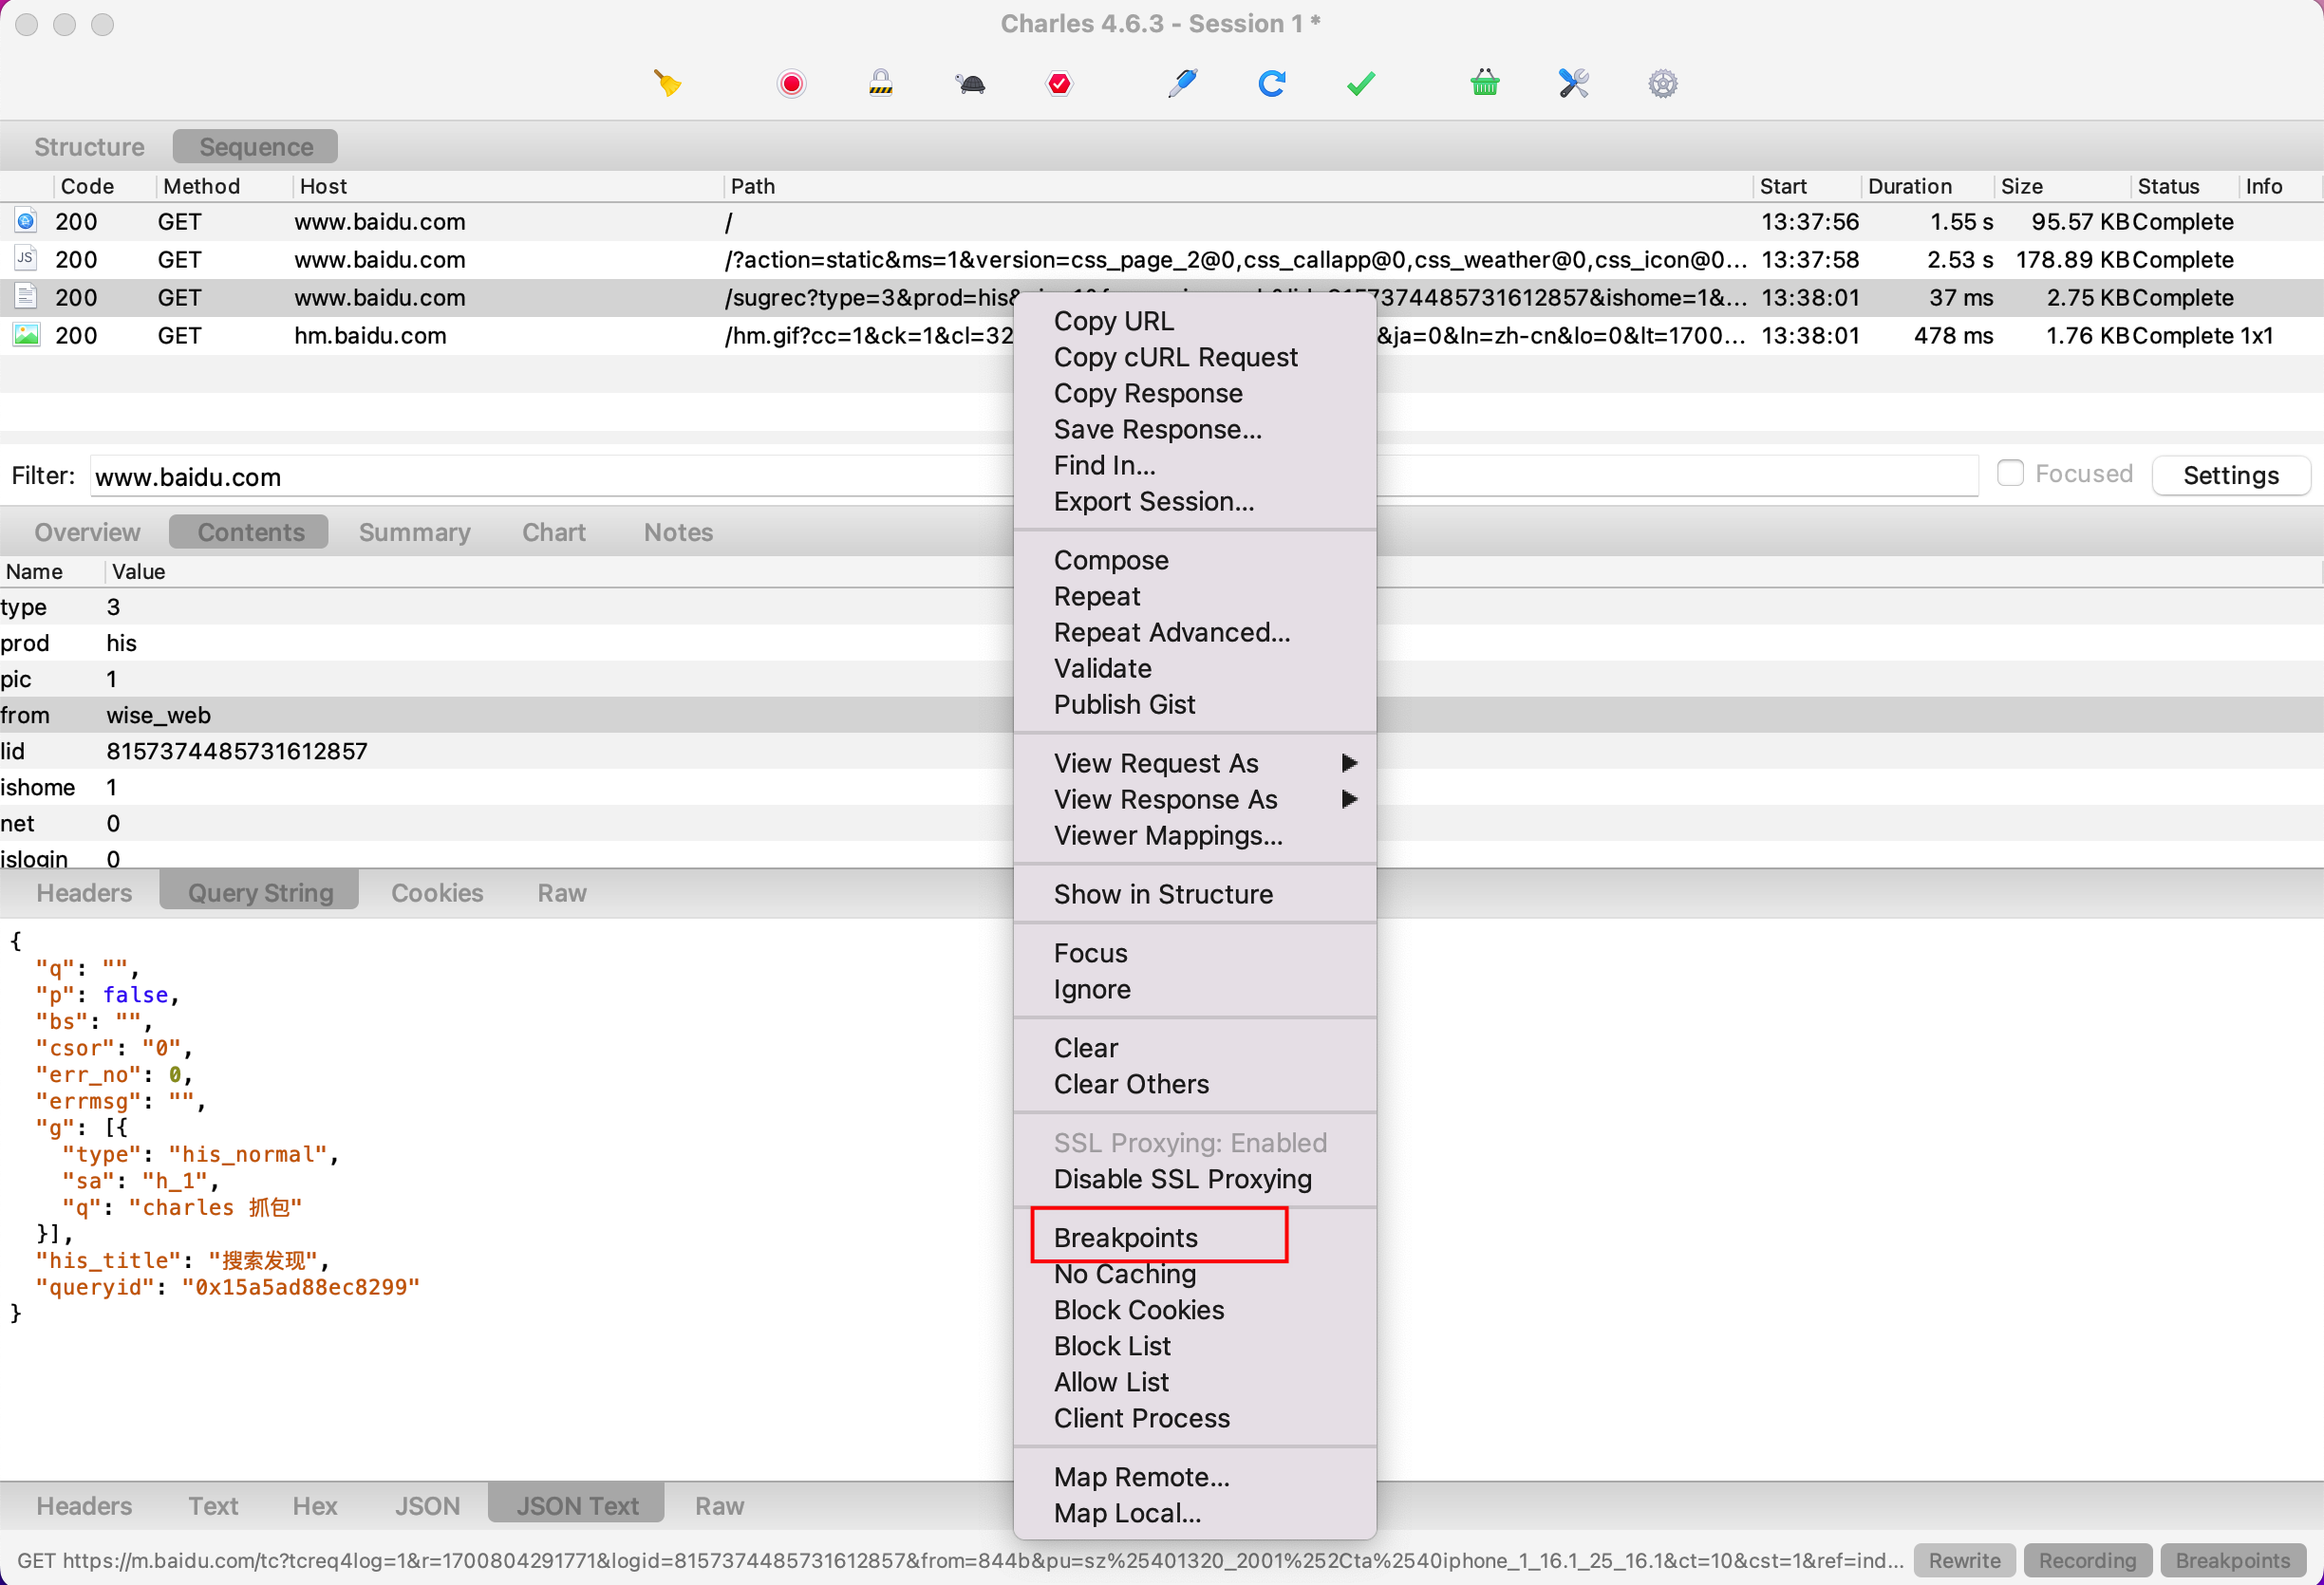 Charles 4.6.3 - Session 1 *
Structure Sequence
Code Method Host Path Start Duration Size Status Info
200 GET www.baidu.com / 13:37:56 1.55 s 95.57 KB Complete
JS 200 GET www.baidu.com /?action=static&ms=1&version=css_page_2@0,css_callapp@0,css_weather@0,css_icon@0... 13:37:58 2.53 s 178.89 KB Complete
200 GET www.baidu.com /sugrec?type=3&prod=his& 8157374485731612857&ishome=1&... 13:38:01 37 ms 2.75 KB Complete
200 GET hm.baidu.com /hm.gif?cc=1&ck=1&cl=32 &ja=0&ln=zh-cn&lo=0&lt=1700... 13:38:01 478 ms 1.76 KB Complete 1x1
Filter: www.baidu.com Focused Settings
Overview Contents Summary Chart Notes
Name Value
type 3
prod his
pic 1
from wise_web
lid 8157374485731612857
ishome 1
net 0
islogin 0
Headers Query String Cookies Raw
{
"q": "",
"p": false,
"bs": "",
"csor": "0",
"err_no": 0,
"errmsg": "",
"g": [{
"type": "his_normal",
"sa": "h_1",
"q": "charles 抓包"
}],
"his_title": "搜索发现",
"queryid": "0x15a5ad88ec8299"
}
Copy URL
Copy cURL Request
Copy Response
Save Response...
Find In...
Export Session...
Compose
Repeat
Repeat Advanced...
Validate
Publish Gist
View Request As
View Response As
Viewer Mappings...
Show in Structure
Focus
Ignore
Clear
Clear Others
SSL Proxying: Enabled
Disable SSL Proxying
Breakpoints
No Caching
Block Cookies
Block List
Allow List
Client Process
Map Remote...
Map Local...
Headers Text Hex JSON JSON Text Raw
GET https://m.baidu.com/tc?tcreq4log=1&r=1700804291771&logid=8157374485731612857&from=844b&pu=sz%25401320_2001%252Cta%2540iphone_1_16.1_25_16.1&ct=10&cst=1&ref=ind... Rewrite Recording Breakpoints